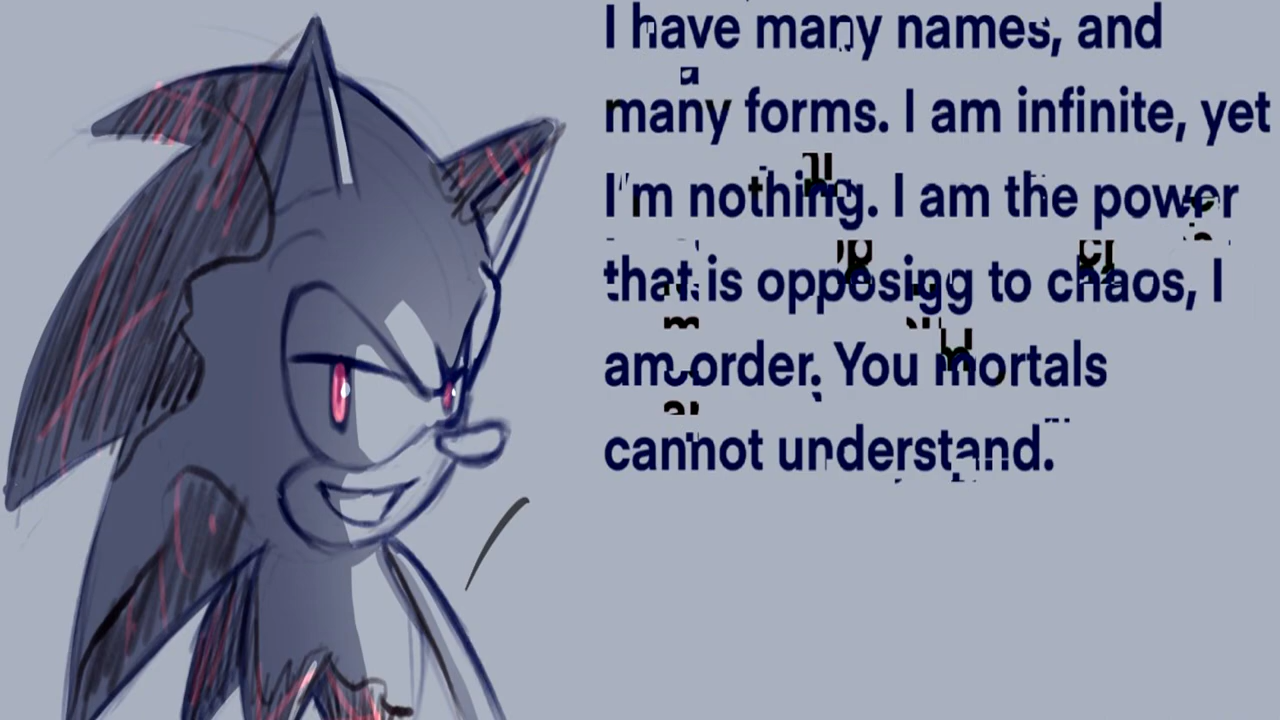 I have many names, and
many forms. I am infinite, yet
I'm nothing. I am the power
that is opposing to chaos, I
am order. You mortals
cannot understand.